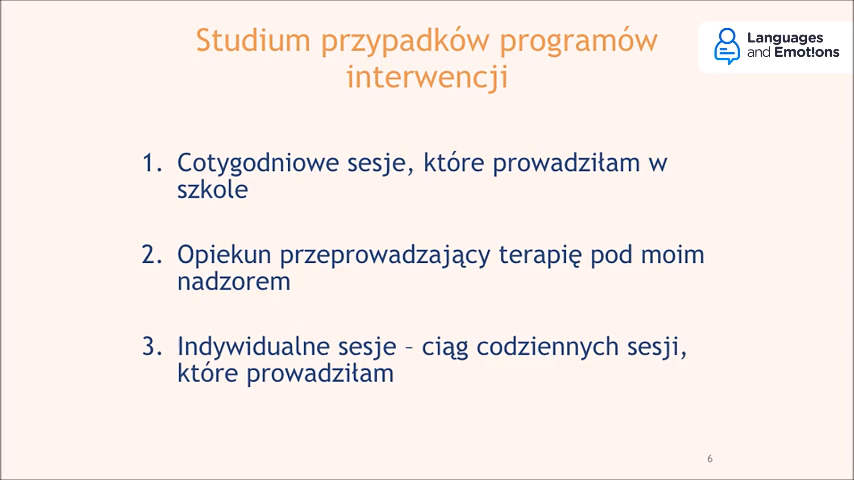 Studium przypadków programów
interwencji
Languages
and Emot!ons
1. Cotygodniowe sesje, które prowadziłam w
szkole
2. Opiekun przeprowadzający terapię pod moim
nadzorem
3. Indywidualne sesje – ciąg codziennych sesji,
które prowadziłam
6